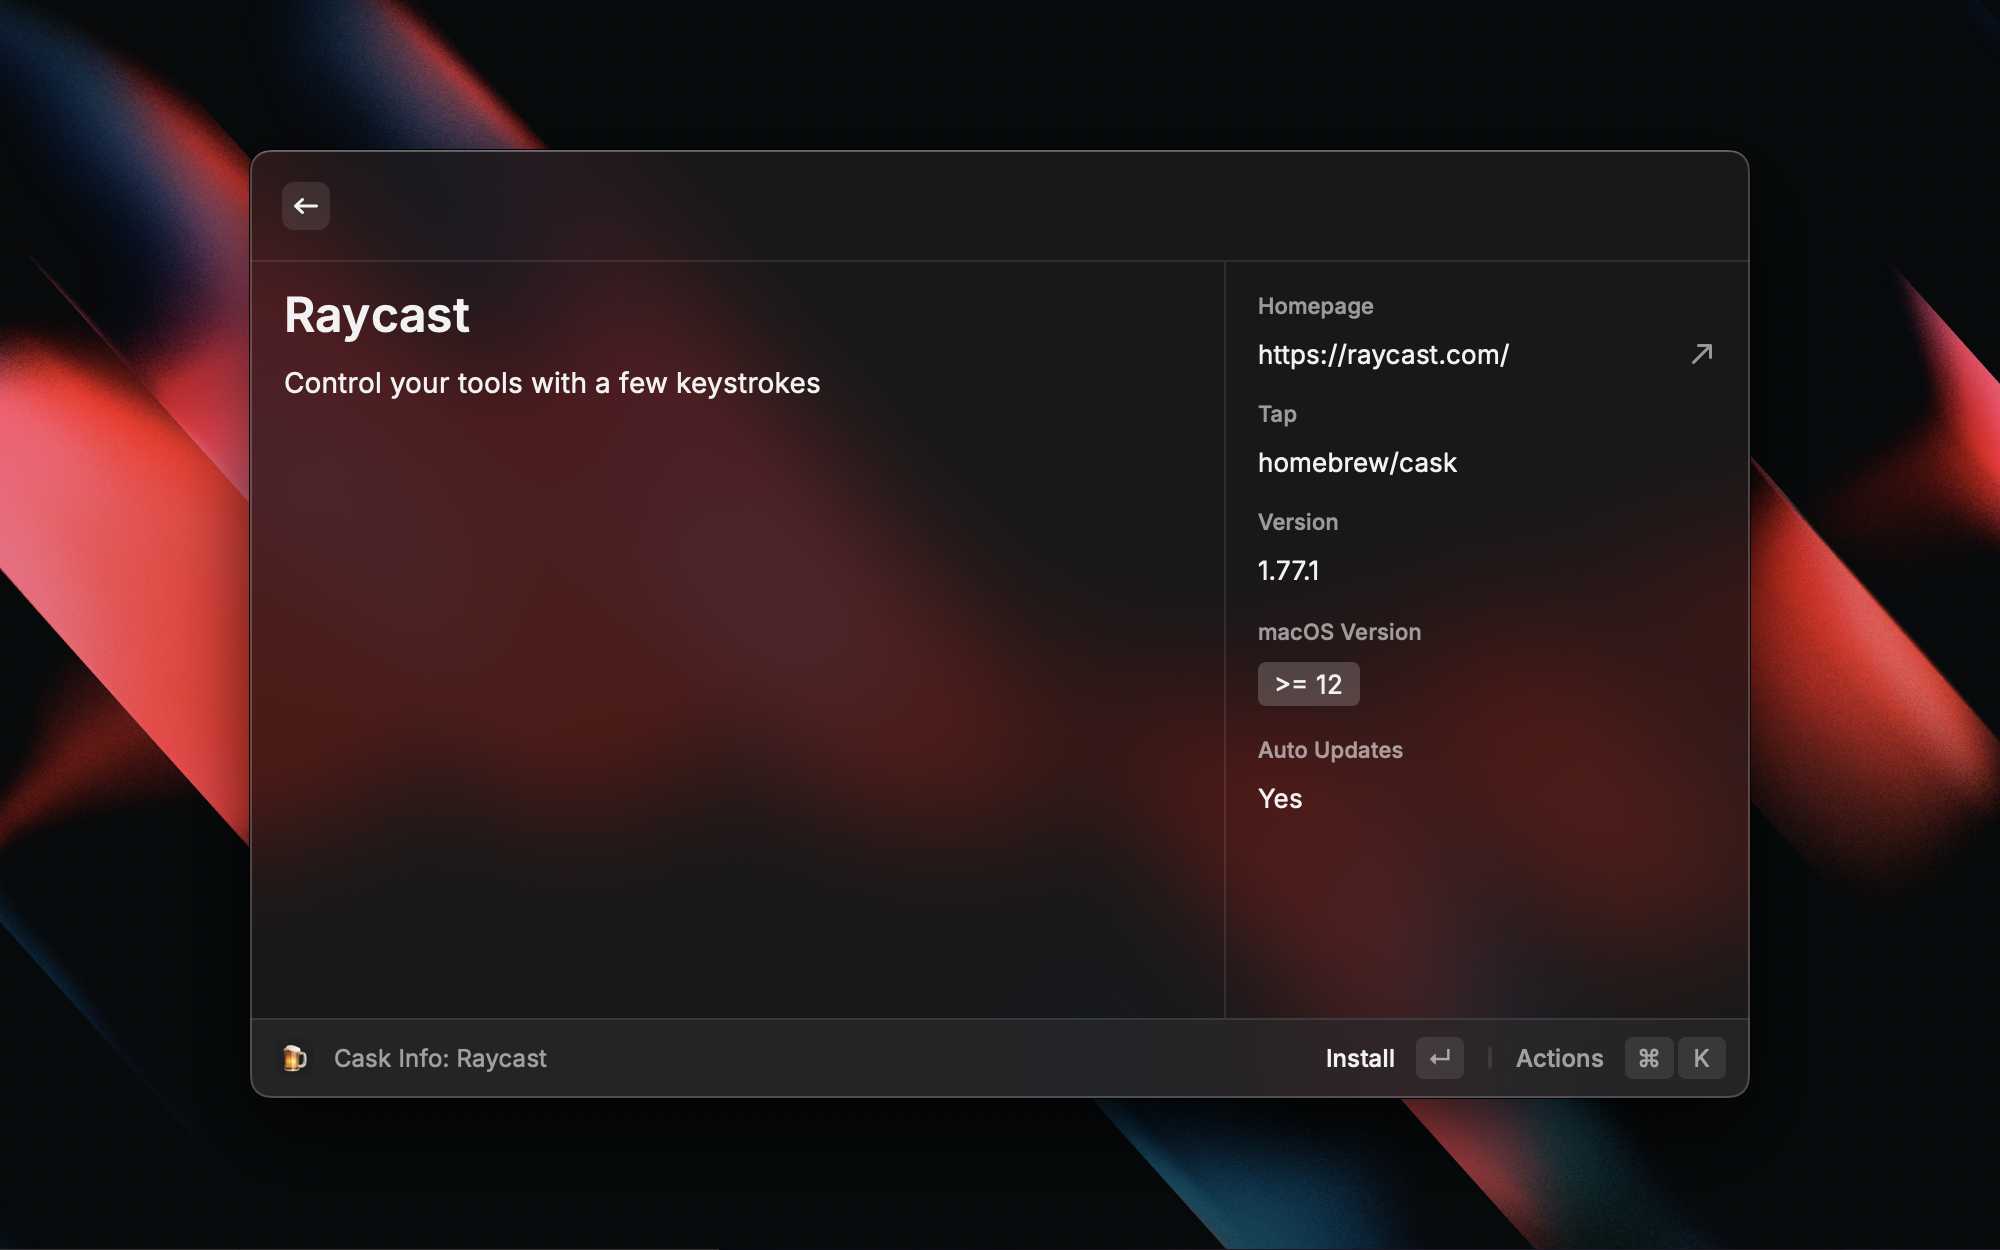 Raycast
Control your tools with a few keystrokes
Homepage
https://raycast.com/
Tap
homebrew/cask
Version
1.77.1
macOS Version
>= 12
Auto Updates
Yes
Cask Info: Raycast
Install
Actions
⌘ K